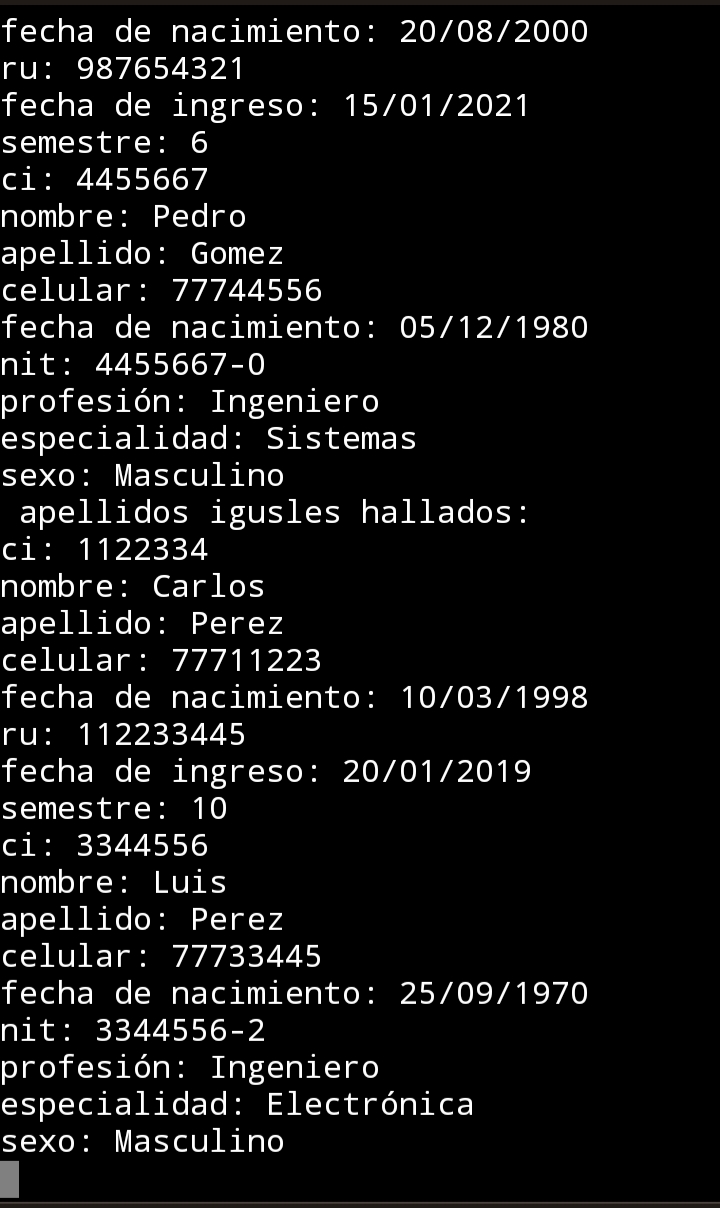 fecha de nacimiento: 20/08/2000
ru: 987654321
fecha de ingreso: 15/01/2021
semestre: 6
ci: 4455667
nombre: Pedro
apellido: Gomez
celular: 77744556
fecha de nacimiento: 05/12/1980
nit: 4455667-0
profesión: Ingeniero
especialidad: Sistemas
sexo: Masculino
apellidos igusles hallados:
ci: 1122334
nombre: Carlos
apellido: Perez
celular: 77711223
fecha de nacimiento: 10/03/1998
ru: 112233445
fecha de ingreso: 20/01/2019
semestre: 10
ci: 3344556
nombre: Luis
apellido: Perez
celular: 77733445
fecha de nacimiento: 25/09/1970
nit: 3344556-2
profesión: Ingeniero
especialidad: Electrónica
sexo: Masculino